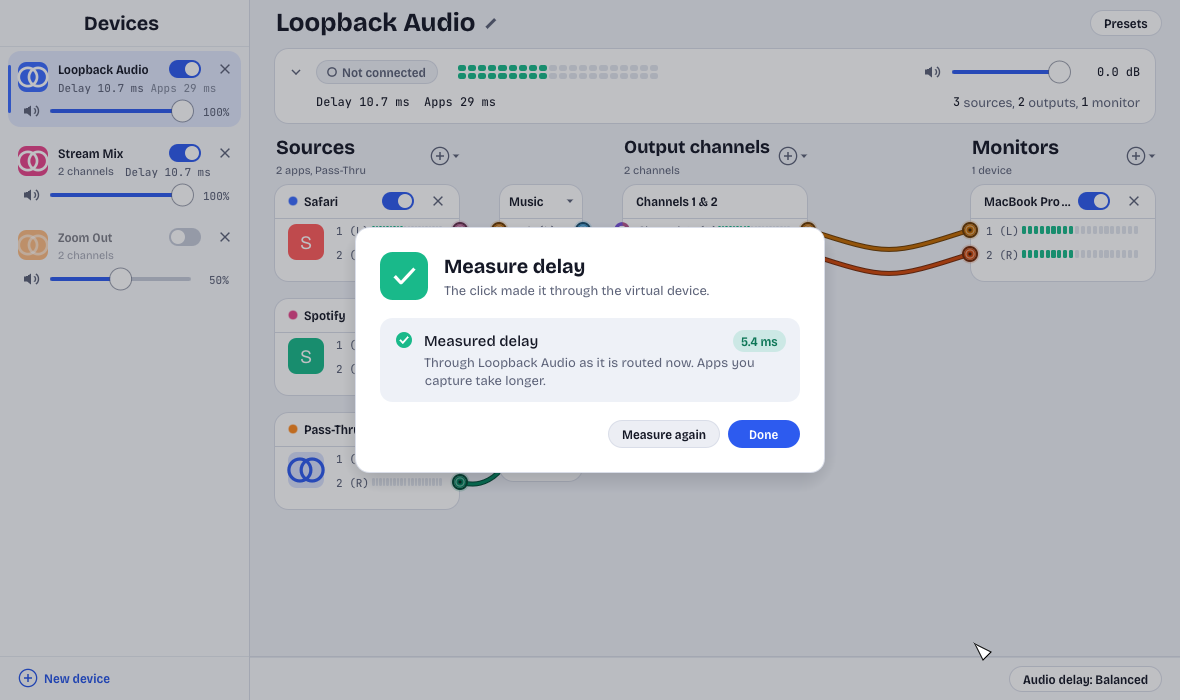 Devices
Loopback Audio
Delay 10.7 ms Apps 29 ms
100%
Stream Mix
2 channels Delay 10.7 ms
100%
Zoom Out
2 channels
50%
New device
Loopback Audio
Presets
Not connected
0.0 dB
Delay 10.7 ms Apps 29 ms
3 sources, 2 outputs, 1 monitor
Sources
2 apps, Pass-Thru
Output channels
2 channels
Monitors
1 device
Safari
S
1
2
Music
Channels 1 & 2
MacBook Pro...
1 (L)
2 (R)
Spotify
S
1
2
Pass-Thru
1
2 (R)
Measure delay
The click made it through the virtual device.
Measured delay
5.4 ms
Through Loopback Audio as it is routed now. Apps you
capture take longer.
Measure again
Done
Audio delay: Balanced